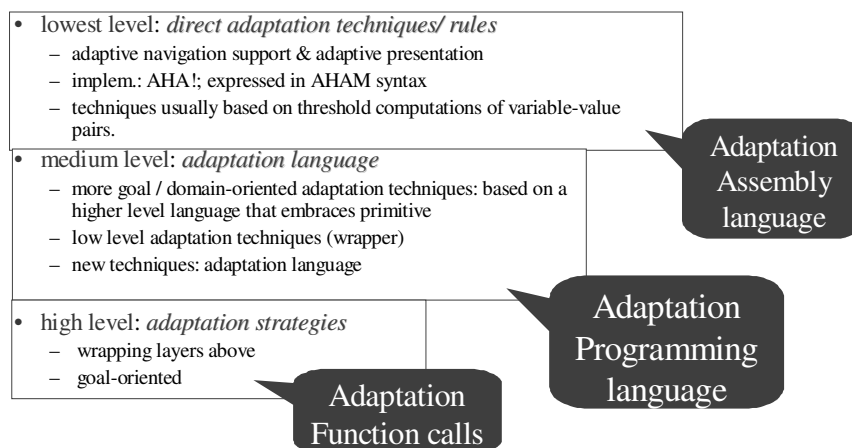 • lowest level: direct adaptation techniques/ rules
– adaptive navigation support & adaptive presentation
– implem.: AHA!; expressed in AHAM syntax
– techniques usually based on threshold computations of variable-value
pairs.
Adaptation
Assembly
language
• medium level: adaptation language
– more goal / domain-oriented adaptation techniques: based on a
higher level language that embraces primitive
– low level adaptation techniques (wrapper)
– new techniques: adaptation language
Adaptation
Programming
language
• high level: adaptation strategies
– wrapping layers above
– goal-oriented
Adaptation
Function calls